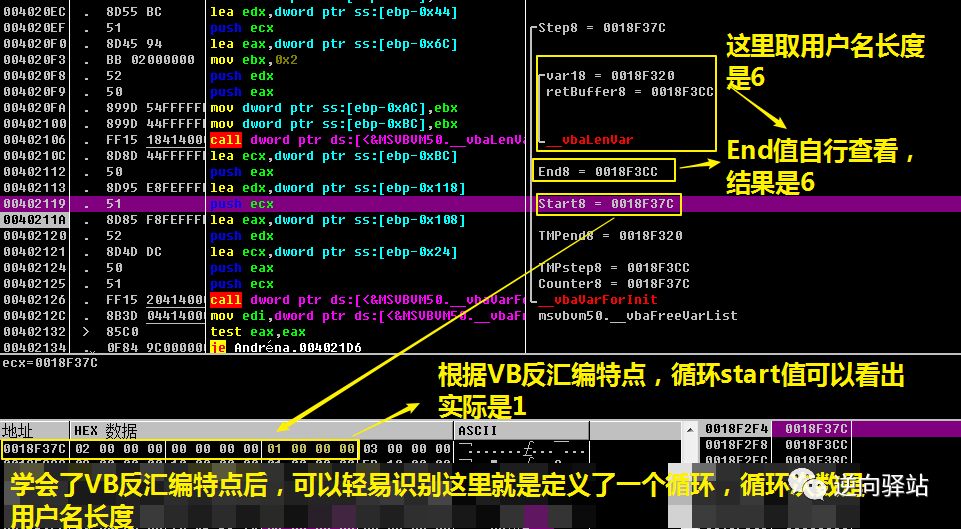 004020EC . 8D55 BC lea edx,dword ptr ss:[ebp-0x44]
004020EF . 51 push ecx Step8 = 0018F37C
004020F0 . 8D45 94 lea eax,dword ptr ss:[ebp-0x6C]
004020F3 . BB 02000000 mov ebx,0x2
004020F8 . 52 push edx var18 = 0018F320
004020F9 . 50 push eax retBuffer8 = 0018F3CC
004020FA . 899D 54FFFFFF mov dword ptr ss:[ebp-0xAC],ebx
00402100 . 899D 44FFFFFF mov dword ptr ss:[ebp-0xBC],ebx
00402106 . FF15 18414000 call dword ptr ds:[<&MSVBVM50.__vbaLenVa __vbaLenVar
0040210C . 8D8D 44FFFFFF lea ecx,dword ptr ss:[ebp-0xBC]
00402112 . 50 push eax End8 = 0018F3CC
00402113 . 8D95 E8FEFFFF lea edx,dword ptr ss:[ebp-0x118]
00402119 . 51 push ecx Start8 = 0018F37C
0040211A . 8D85 F8FEFFFF lea eax,dword ptr ss:[ebp-0x108]
00402120 . 52 push edx TMPend8 = 0018F320
00402121 . 8D4D DC lea ecx,dword ptr ss:[ebp-0x24]
00402124 . 50 push eax TMPstep8 = 0018F3CC
00402125 . 51 push ecx Counter8 = 0018F37C
00402126 . FF15 20414000 call dword ptr ds:[<&MSVBVM50.__vbaVarFo __vbaVarForInit
0040212C . 8B3D 04414000 mov edi,dword ptr ds:[<&MSVBVM50.__vbaFr msvbvm50.__vbaFreeVarList
00402132 > 85C0 test eax,eax
00402134 . 0F84 9C000000 je Andréna.004021D6
这里取用户名长度
是6
End值自行查看，
结果是6
ecx=0018F37C
根据VB反汇编特点，循环start值可以看出
实际是1
地址 HEX 数据 ASCII
0018F37C 02 00 00 00 00 00 00 00 01 00 00 00 03 00 00 00
0018F2F4 0018F37C
0018F2F8 0018F3CC
0018F2FC 0018F38C
学会了VB反汇编特点后，可以轻易识别这里就是定义了一个循环，循环
用户名长度
逆向驿站